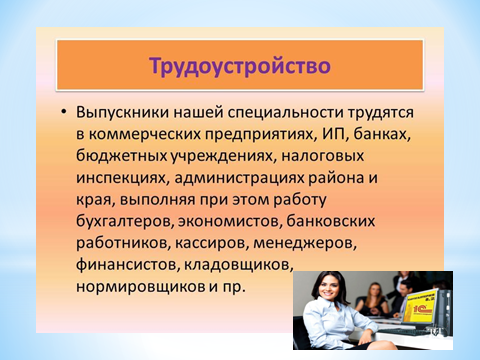 Трудоустройство
• Выпускники нашей специальности трудятся
в коммерческих предприятиях, ИП, банках,
бюджетных учреждениях, налоговых
инспекциях, администрациях района и
края, выполняя при этом работу
бухгалтеров, экономистов, банковских
работников, кассиров, менеджеров,
финансистов, кладовщиков,
нормировщиков и пр.
1С